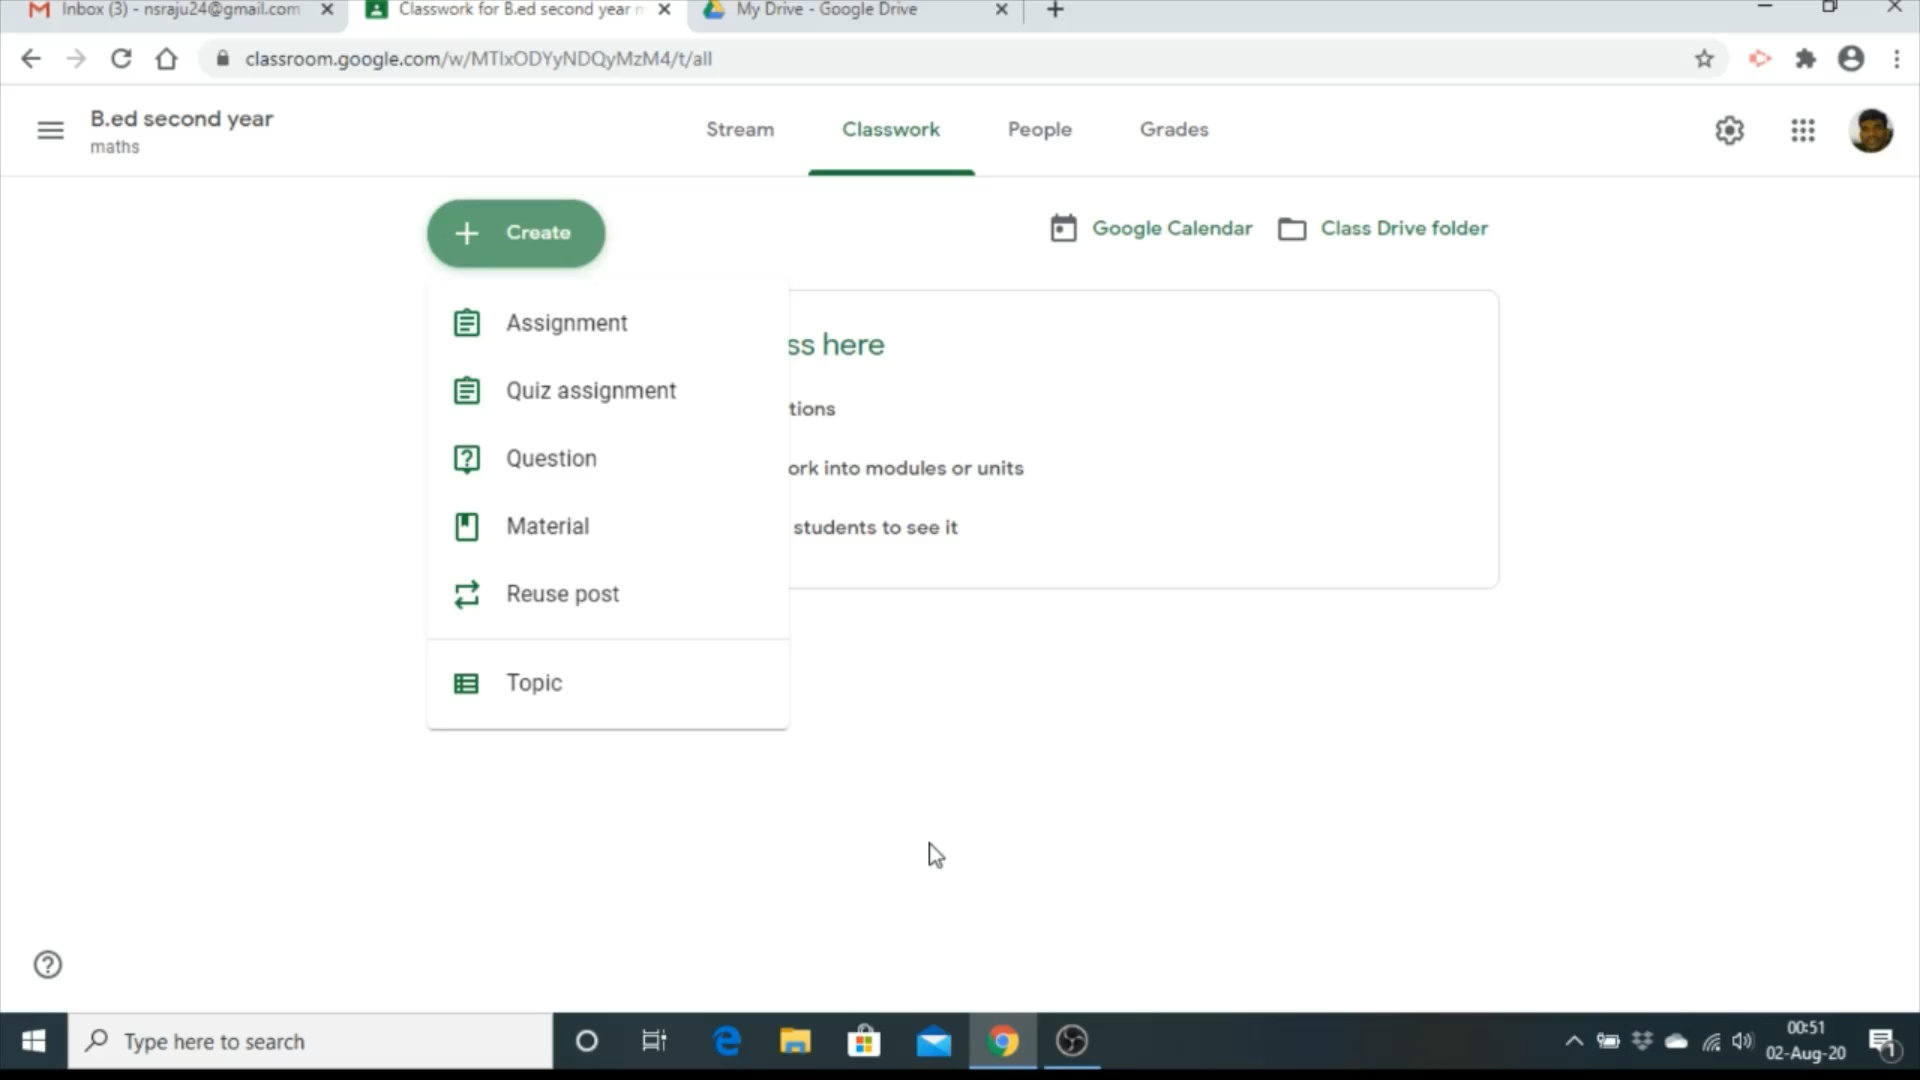 Inbox (3) - nsraju24@gmail.com
Classwork for B.ed second year
My Drive - Google Drive
classroom.google.com/w/MTIxODYyNDQyMzM4/t/all
B.ed second year
maths
Stream
Classwork
People
Grades
Create
Google Calendar
Class Drive folder
Assignment
ss here
Quiz assignment
tions
Question
ork into modules or units
Material
students to see it
Reuse post
Topic
Type here to search
00:51
02-Aug-20
1